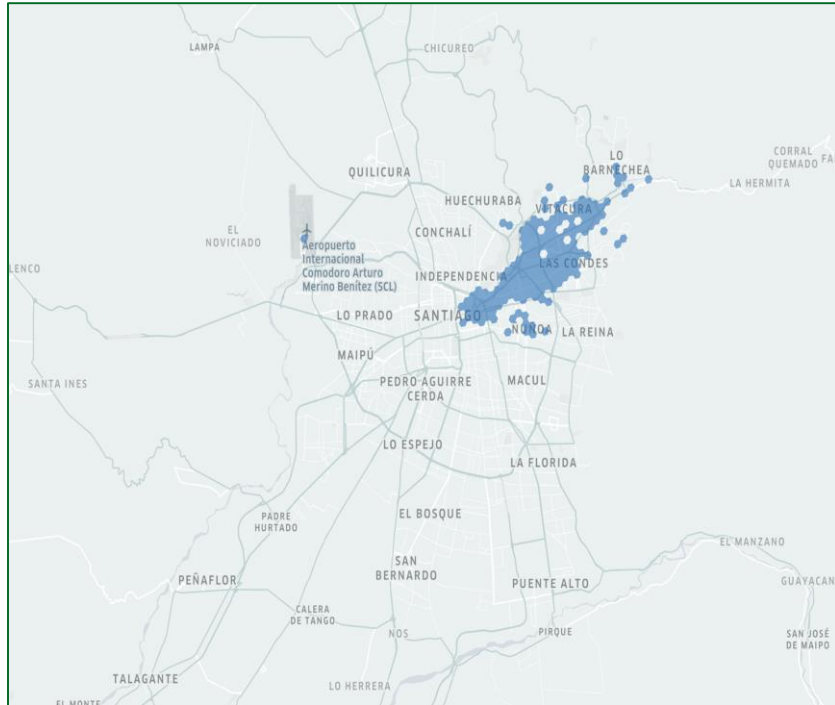 LAMPA
CHICUREO
CORRAL
QUEMADO
LO
BARNECHEA
LA HERMITA
QUILICURA
HUECHURABA
VITACURA
EL
NOVICIADO
CONCHALÍ
Aeropuerto
Internacional
Comodoro Arturo
Merino Benítez (SCL)
INDEPENDENCIA
LAS CONDES
LENCO
LO PRADO
SANTIAGO
ÑUÑOA
LA REINA
MAIPÚ
SANTA INES
PEDRO AGUIRRE
CERDA
MACUL
LO ESPEJO
LA FLORIDA
PADRE
HURTADO
EL BOSQUE
EL MANZANO
SAN
BERNARDO
PEÑAFLOR
PUENTE ALTO
GUAYACAN
CALERA
DE TANGO
NOS
PIRQUE
SAN JOSÉ
DE MAIPO
TALAGANTE
LO HERRERA
EL MONTE